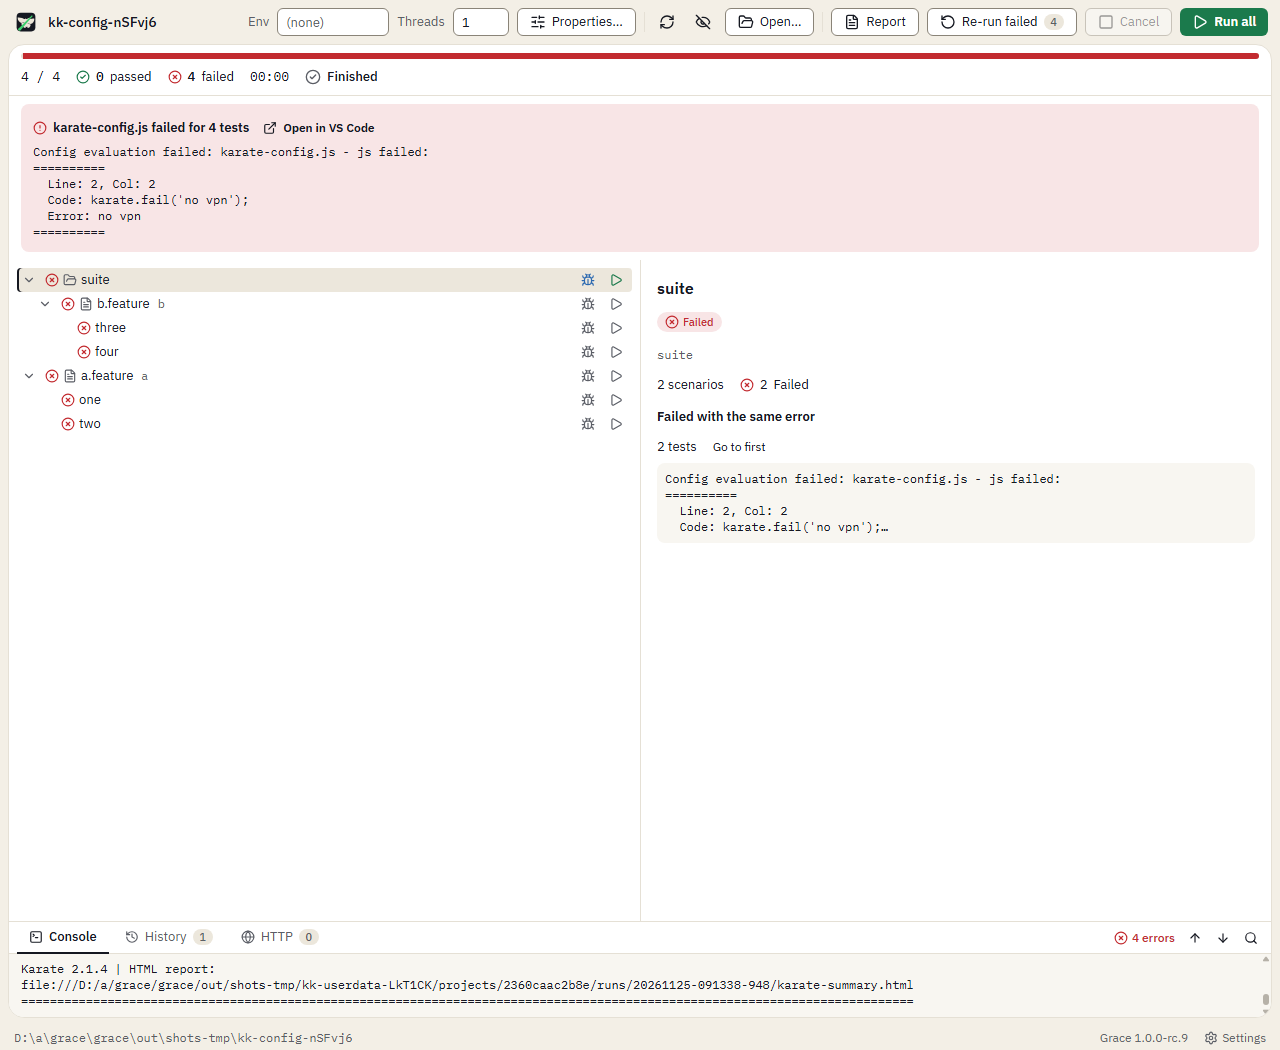 kk-config-nSFvj6 Env (none) Threads 1 Properties... Open... Report Re-run failed 4 Cancel Run all
4 / 4 0 passed 4 failed 00:00 Finished
karate-config.js failed for 4 tests Open in VS Code
Config evaluation failed: karate-config.js - js failed:
==========
Line: 2, Col: 2
Code: karate.fail('no vpn');
Error: no vpn
==========
suite
b.feature b
three
four
a.feature a
one
two
suite
Failed
suite
2 scenarios 2 Failed
Failed with the same error
2 tests Go to first
Config evaluation failed: karate-config.js - js failed:
==========
Line: 2, Col: 2
Code: karate.fail('no vpn');…
Console History 1 HTTP 0 4 errors
Karate 2.1.4 | HTML report:
file:///D:/a/grace/grace/out/shots-tmp/kk-userdata-LkT1CK/projects/2360caac2b8e/runs/20261125-091338-948/karate-summary.html
============================================================================================================================
D:\a\grace\grace\out\shots-tmp\kk-config-nSFvj6 Grace 1.0.0-rc.9 Settings